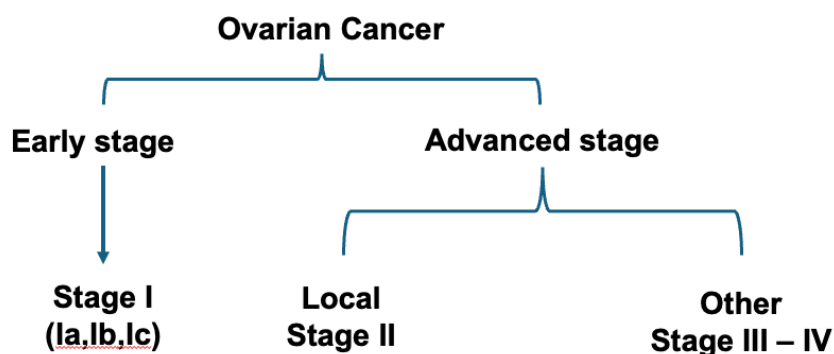 Ovarian Cancer
Early stage
Advanced stage
Stage I
(Ia,Ib,Ic)
Local
Stage II
Other
Stage III – IV